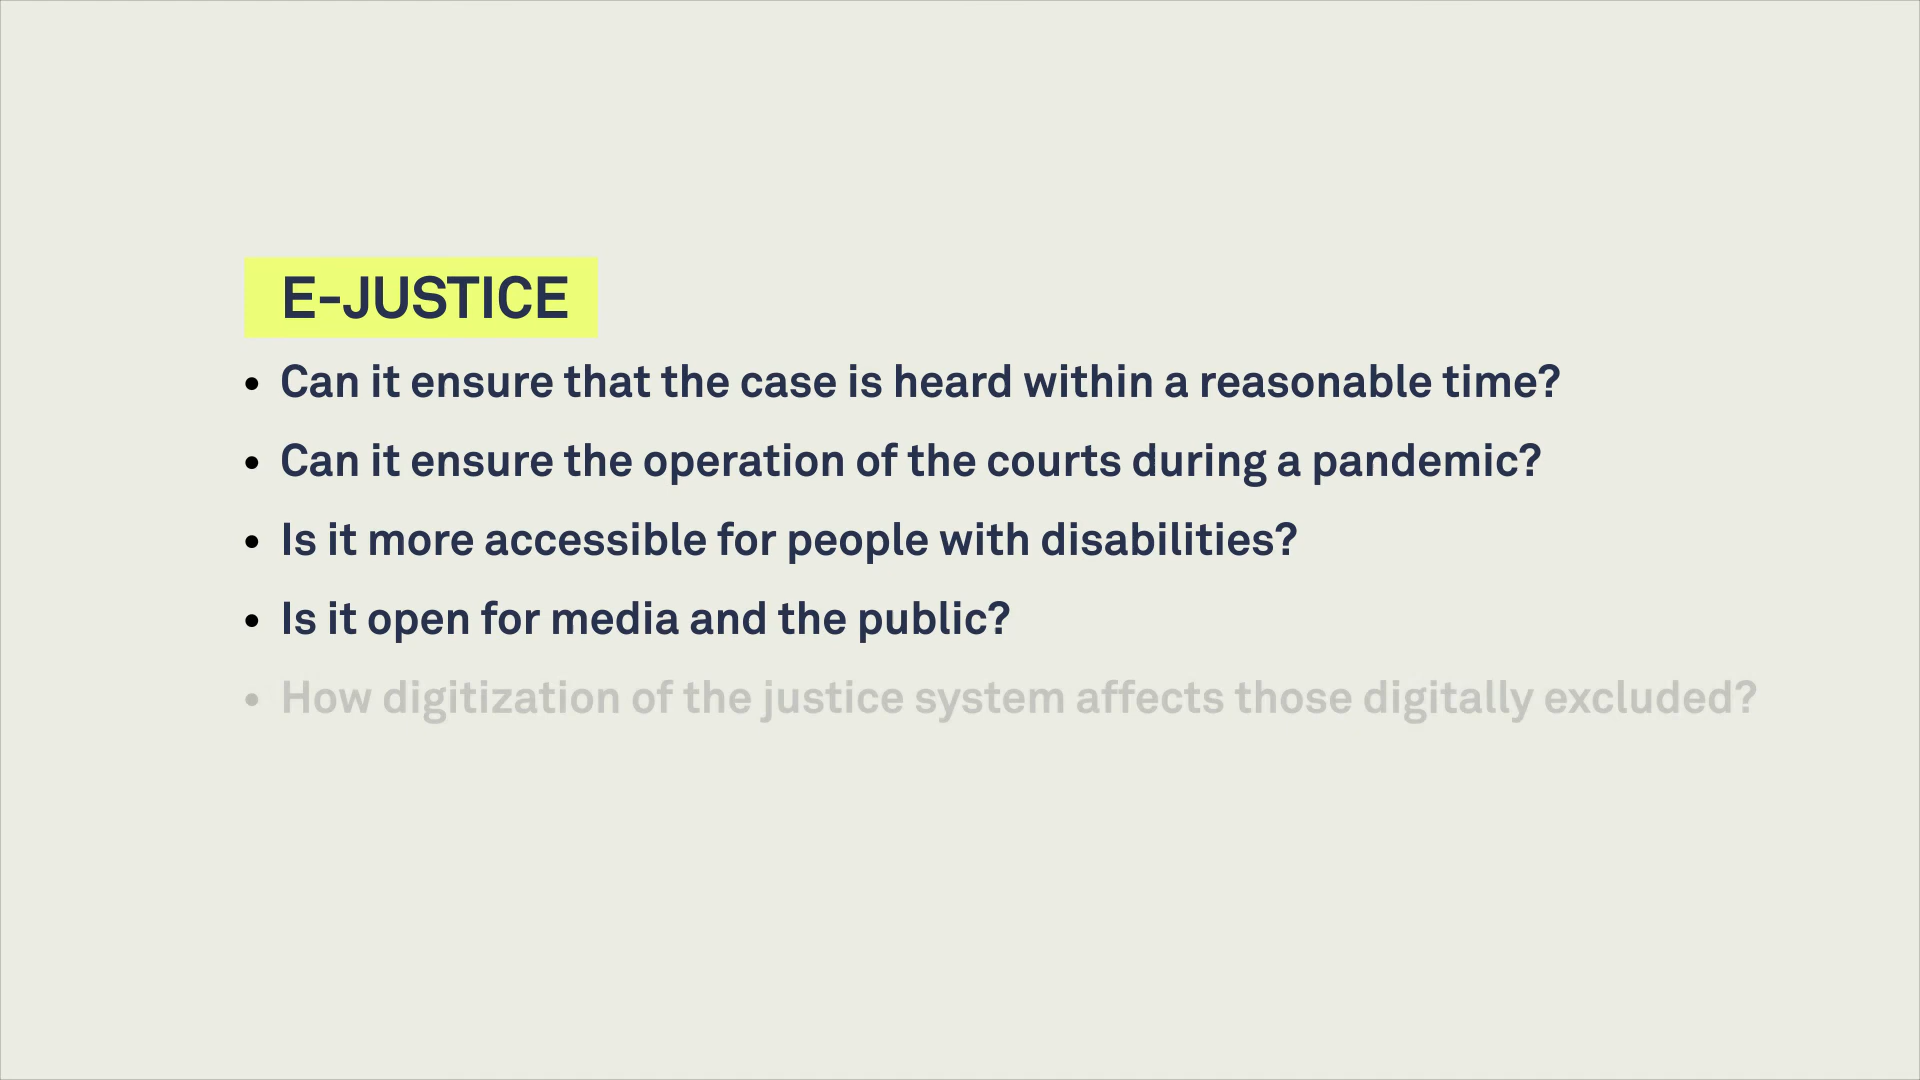 E-JUSTICE
• Can it ensure that the case is heard within a reasonable time?
• Can it ensure the operation of the courts during a pandemic?
• Is it more accessible for people with disabilities?
• Is it open for media and the public?
• How digitization of the justice system affects those digitally excluded?